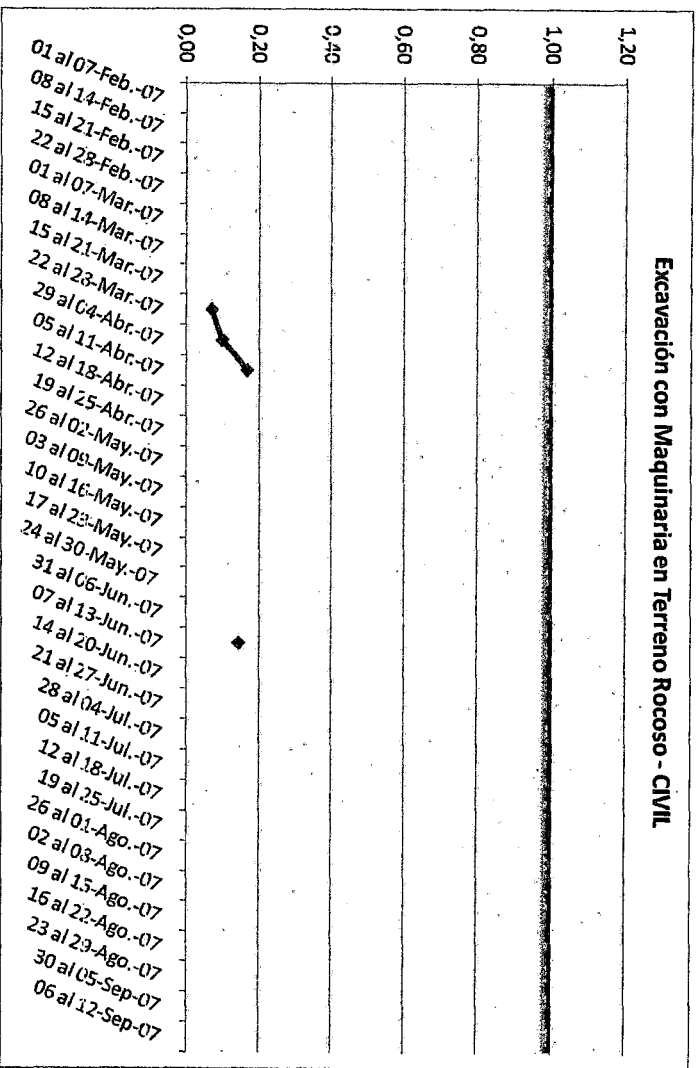 Excavación con Maquinaria en Terreno Rocoso - CIVIL
1,20
1,00
0,80
0,60
0,40
0,20
0,00
01 al 07-Feb.-07
08 al 14-Feb.-07
15 al 21-Feb.-07
22 al 28-Feb.-07
01 al 07-Mar.-07
08 al 14-Mar.-07
15 al 21-Mar.-07
22 al 28-Mar.-07
29 al 04-Abr.-07
05 al 11-Abr.-07
12 al 18-Abr.-07
19 al 25-Abr.-07
26 al 02-May.-07
03 al 09-May.-07
10 al 16-May.-07
17 al 23-May.-07
24 al 30-May.-07
31 al 06-Jun.-07
07 al 13-Jun.-07
14 al 20-Jun.-07
21 al 27-Jun.-07
28 al 04-Jul.-07
05 al 11-Jul.-07
12 al 18-Jul.-07
19 al 25-Jul.-07
26 al 01-Ago.-07
02 al 08-Ago.-07
09 al 15-Ago.-07
16 al 22-Ago.-07
23 al 29-Ago.-07
30 al 05-Sep-07
06 al 12-Sep-07